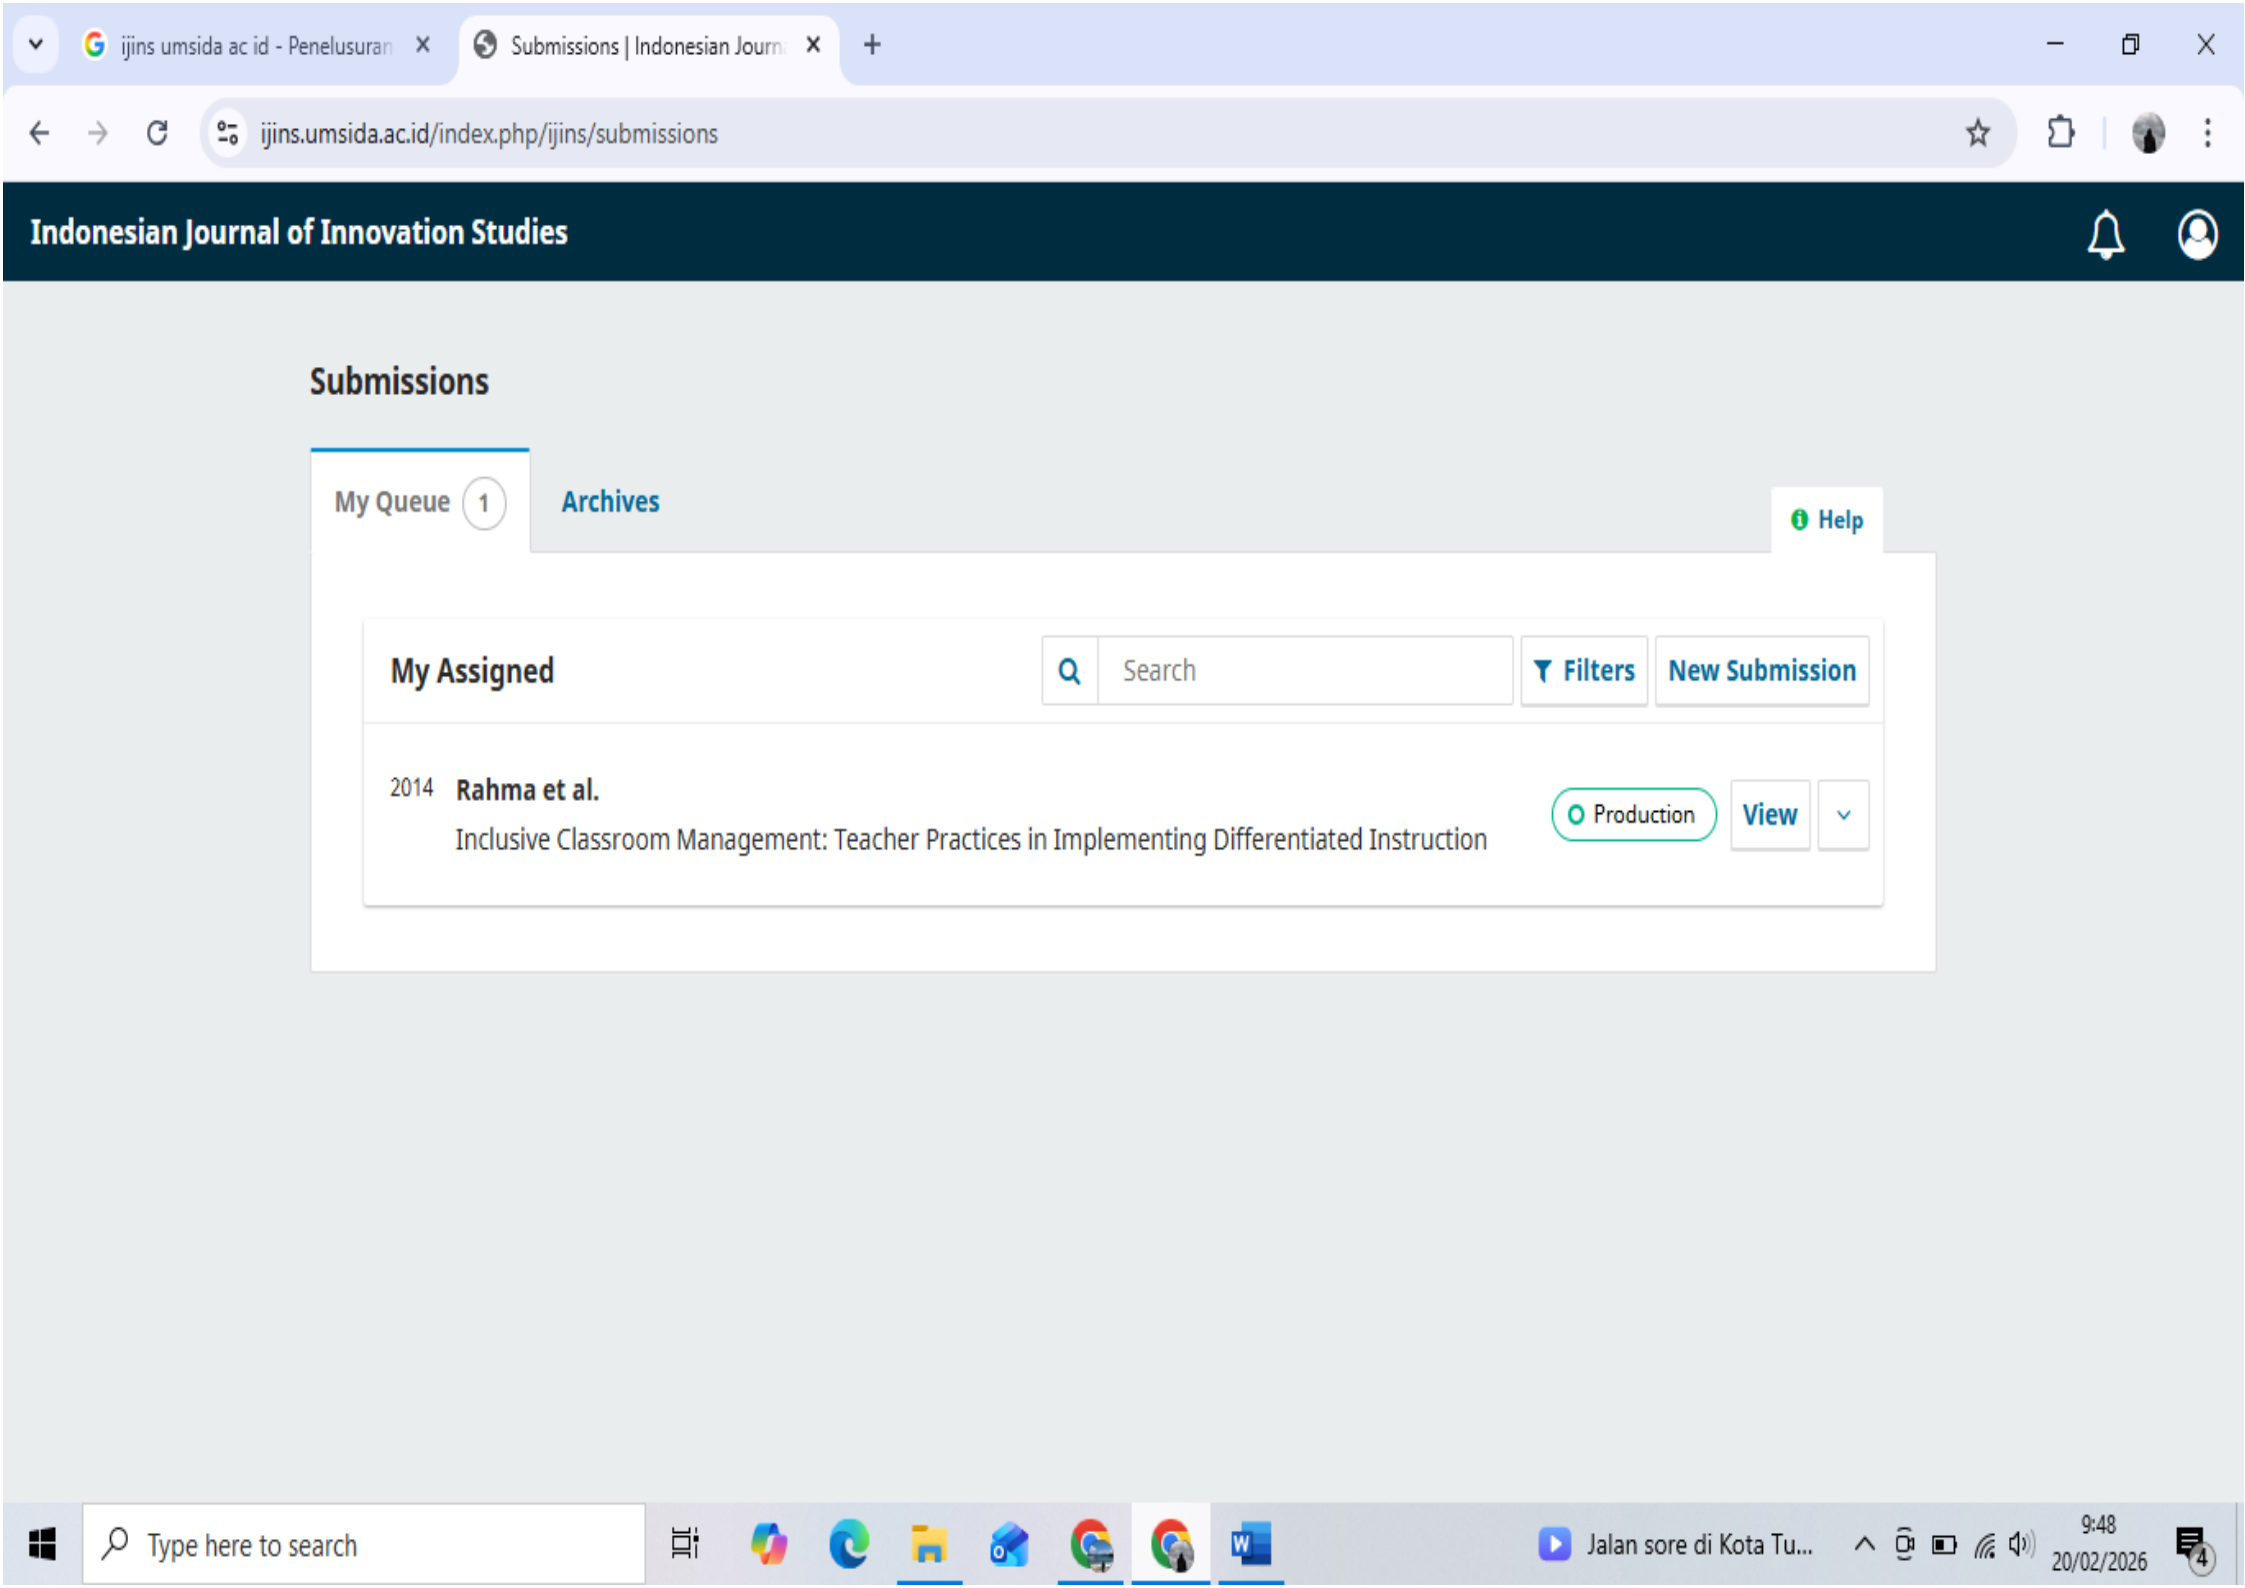 ijins umsida ac id - Penelusuran
Submissions | Indonesian Journ
ijins.umsida.ac.id/index.php/ijins/submissions
Indonesian Journal of Innovation Studies
Submissions
My Queue 1
Archives
Help
My Assigned
Search
Filters
New Submission
2014 Rahma et al.
Inclusive Classroom Management: Teacher Practices in Implementing Differentiated Instruction
Production
View
Type here to search
Jalan sore di Kota Tu...
9:48
20/02/2026
4